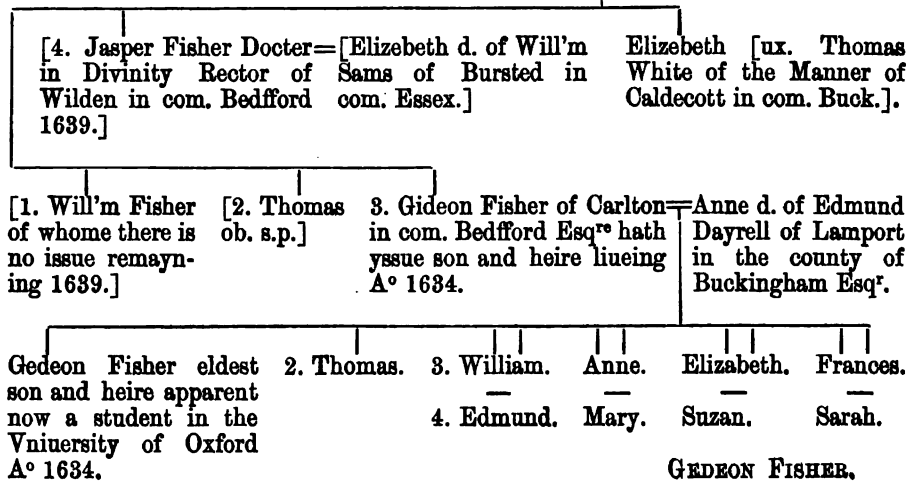 [4. Jasper Fisher Docter=[Elizebeth d. of Will'm
in Divinity Rector of Sams of Bursted in
Wilden in com. Bedfford com. Essex.]
1639.]
Elizebeth [ux. Thomas
White of the Manner of
Caldecott in com. Buck.].
[1. Will'm Fisher
of whome there is
no issue remayn-
ing 1639.]
[2. Thomas
ob. s.p.]
3. Gideon Fisher of Carlton=Anne d. of Edmund
in com. Bedfford Esqʳᵉ hath Dayrell of Lamport
yssue son and heire liueing in the county of
Aº 1634. Buckingham Esqʳ.
Gedeon Fisher eldest
son and heire apparent
now a student in the
Vniuersity of Oxford
Aº 1634.
2. Thomas.
3. William.
4. Edmund.
Anne.
Mary.
Elizabeth.
Suzan.
Frances.
Sarah.
GEDEON FISHER.